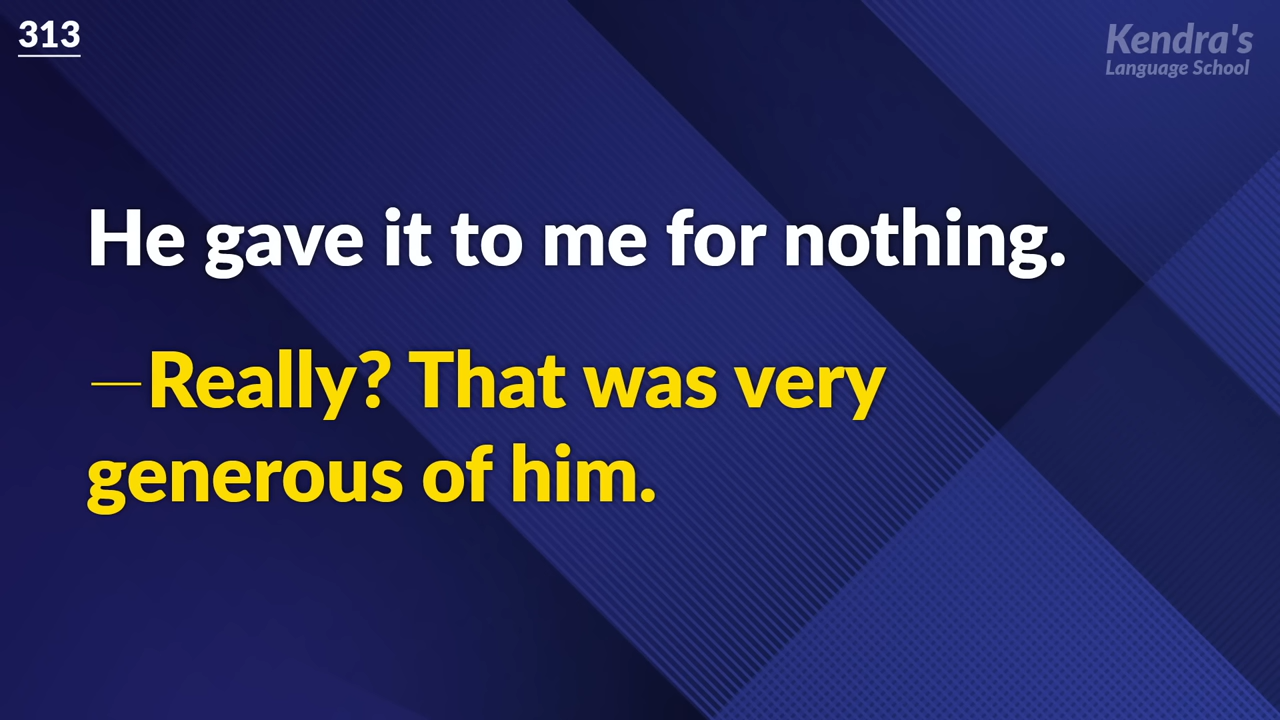 313
Kendra's
Language School
He gave it to me for nothing.
—Really? That was very
generous of him.